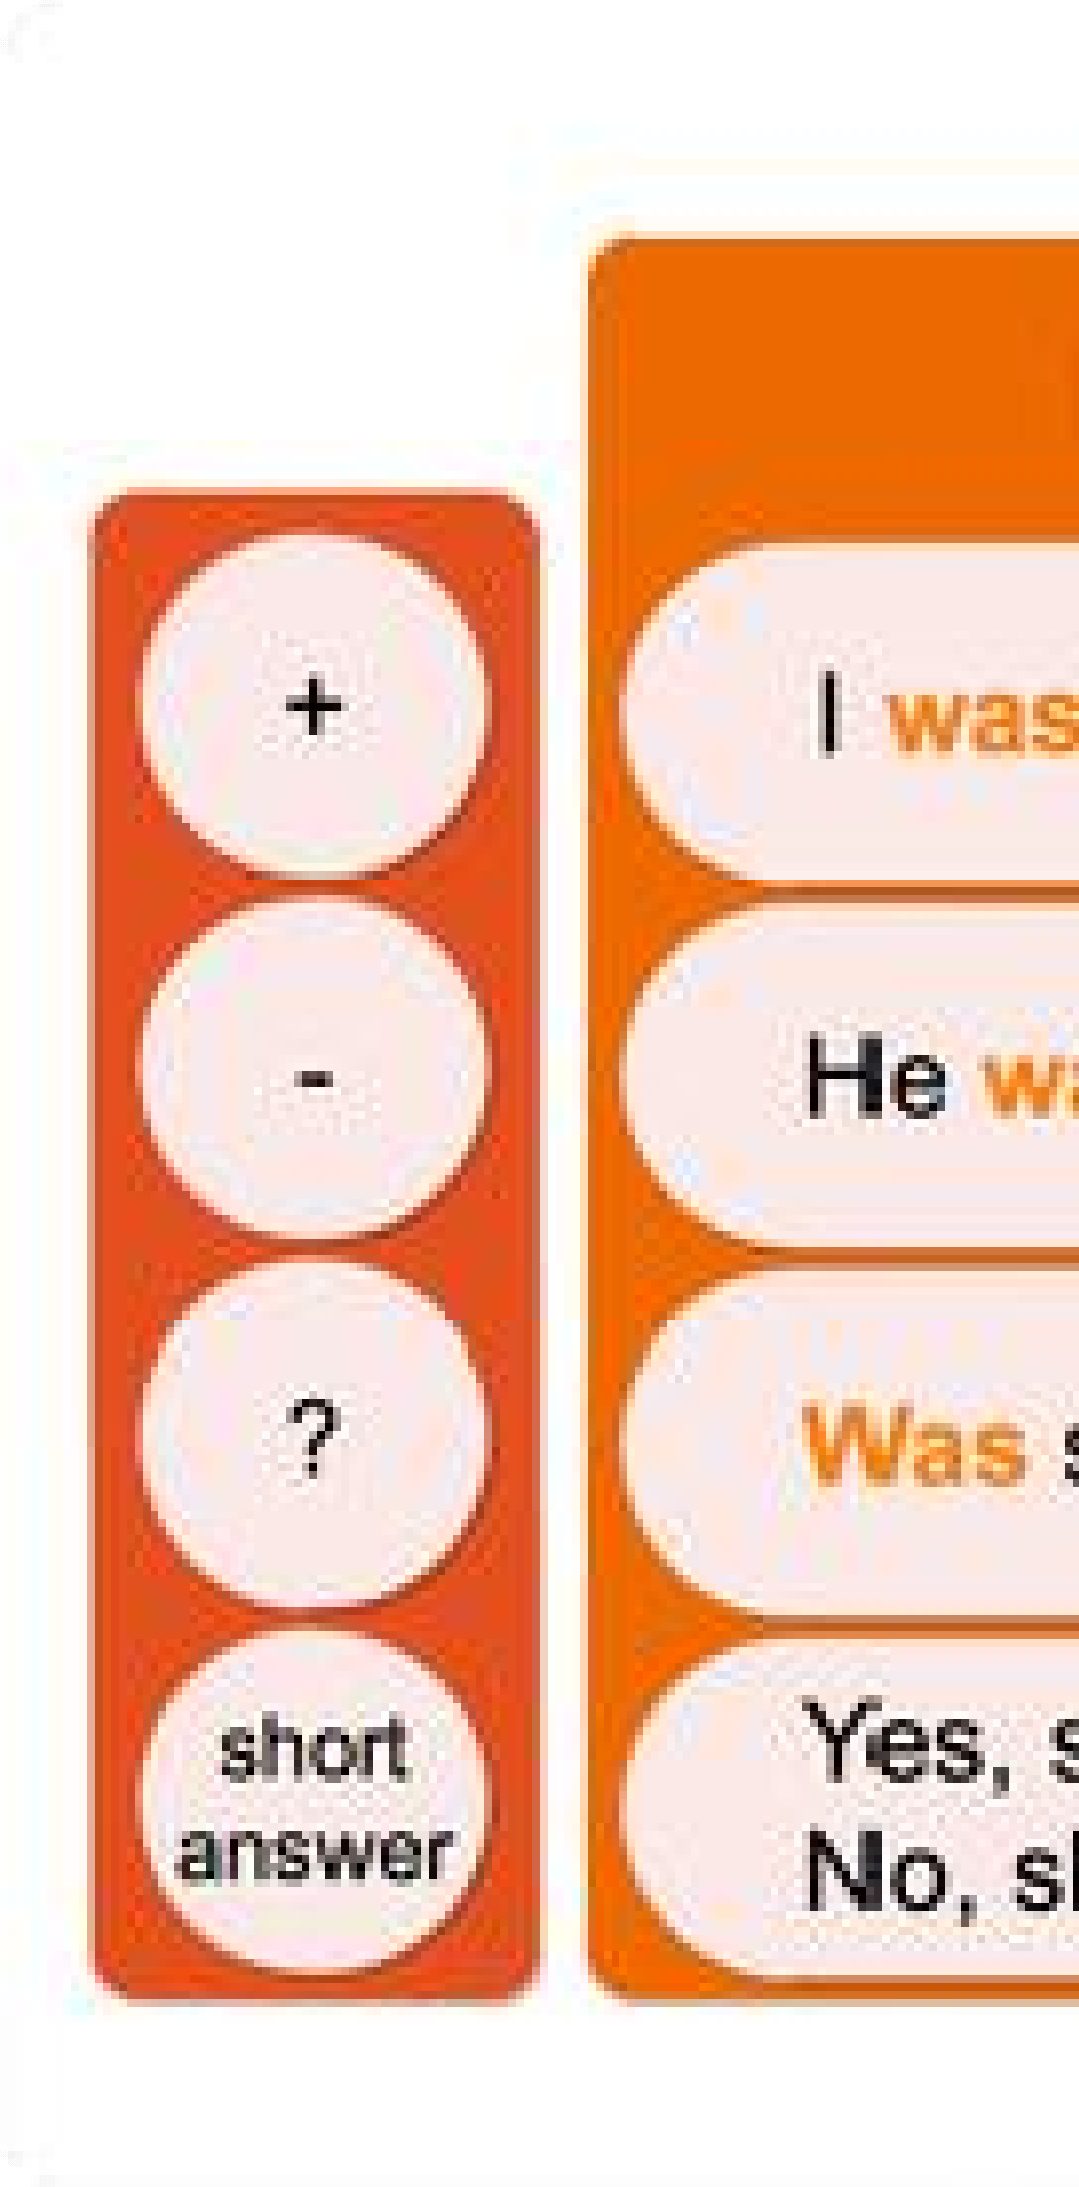 +
I was
-
He
?
Was
short
answer
Yes,
No,